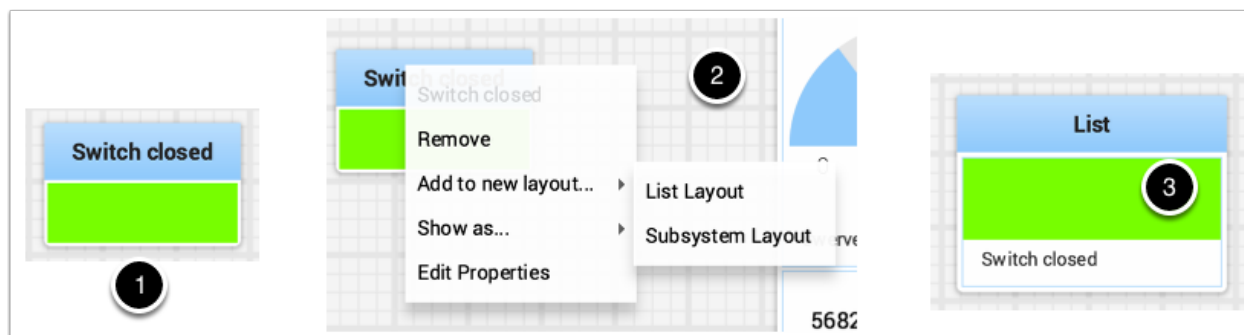 Switch closed
1
Switch closed
Switch closed
Remove
Add to new layout...
Show as...
Edit Properties
List Layout
Subsystem Layout
2
5682
List
3
Switch closed